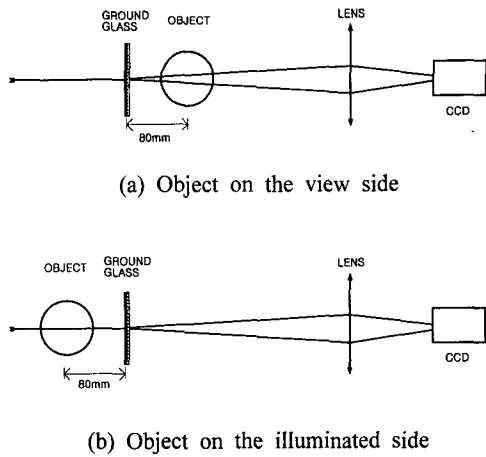 GROUND
GLASS
OBJECT
LENS
CCD
80mm
(a) Object on the view side
OBJECT
GROUND
GLASS
LENS
CCD
80mm
(b) Object on the illuminated side